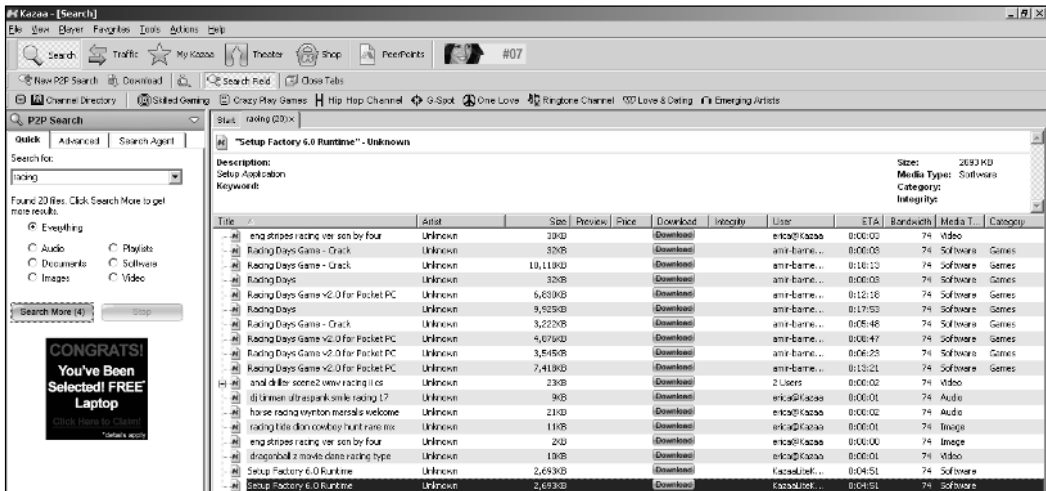 Kazaa - [Search]
File View Player Favorites Tools Actions Help
Search Traffic My Kazaa Theater Shop PeerPoints #07
New P2P Search Download Search Field Close Tabs
Channel Directory Skilled Gaming Crazy Play Games Hip Hop Channel G-Spot One Love Ringtone Channel Love & Dating Emerging Artists
P2P Search
Start racing (20) x
Quick Advanced Search Agent
"Setup Factory 6.0 Runtime" - Unknown
Search for:
racing
Description:
Setup Application
Keyword:
Size: 2693 KB
Media Type: Software
Category:
Integrity:
Found 20 files. Click Search More to get
more results.
Everything
Audio Playlists
Documents Software
Images Video
Search More (4) Stop
CONGRATS!
You've Been
Selected! FREE*
Laptop
Click Here to Claim!
*details apply
Title Artist Size Preview Price Download Integrity User ETA Bandwidth Media T... Category
eng stripes racing ver son by four Unknown 30KB Download erica@Kazaa 0:00:03 74 Video
Racing Days Game - Crack Unknown 32KB Download amir-barne... 0:00:03 74 Software Games
Racing Days Game - Crack Unknown 10,118KB Download amir-barne... 0:18:13 74 Software Games
Racing Days Unknown 32KB Download amir-barne... 0:00:03 74 Software Games
Racing Days Game v2.0 for Pocket PC Unknown 6,830KB Download amir-barne... 0:12:18 74 Software Games
Racing Days Unknown 9,925KB Download amir-barne... 0:17:53 74 Software Games
Racing Days Game - Crack Unknown 3,222KB Download amir-barne... 0:05:48 74 Software Games
Racing Days Game v2.0 for Pocket PC Unknown 4,876KB Download amir-barne... 0:08:47 74 Software Games
Racing Days Game v2.0 for Pocket PC Unknown 3,545KB Download amir-barne... 0:06:23 74 Software Games
Racing Days Game v2.0 for Pocket PC Unknown 7,418KB Download amir-barne... 0:13:21 74 Software Games
anal driller scene2 wmv racing ii cs Unknown 23KB Download 2 Users 0:00:02 74 Video
dj tinman ultraspank smile racing 17 Unknown 9KB Download erica@Kazaa 0:00:01 74 Audio
horse racing wynton marsalis welcome Unknown 21KB Download erica@Kazaa 0:00:02 74 Audio
racing tide dion cowboy hunt rare mx Unknown 11KB Download erica@Kazaa 0:00:01 74 Image
eng stripes racing ver son by four Unknown 2KB Download erica@Kazaa 0:00:00 74 Image
dragonball z movie dane racing type Unknown 10KB Download erica@Kazaa 0:00:01 74 Video
Setup Factory 6.0 Runtime Unknown 2,693KB Download KazaaLiteK... 0:04:51 74 Software
Setup Factory 6.0 Runtime Unknown 2,693KB Download KazaaLiteK... 0:04:51 74 Software